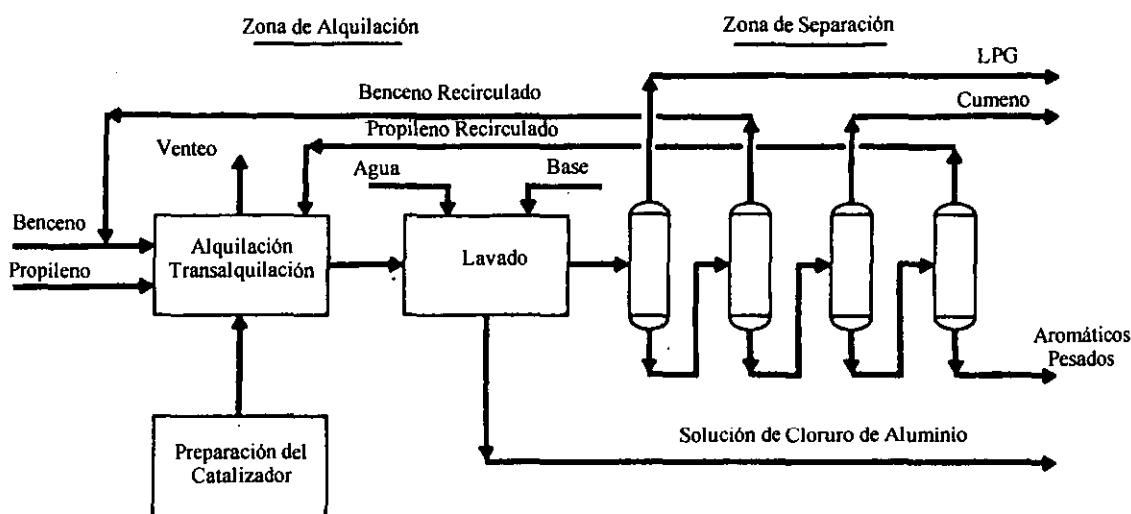 Zona de Alquilación
Zona de Separación
LPG
Benceno Recirculado
Cumeno
Propileno Recirculado
Venteo
Agua
Base
Benceno
Alquilación
Transalquilación
Lavado
Propileno
Aromáticos
Pesados
Solución de Cloruro de Aluminio
Preparación del
Catalizador